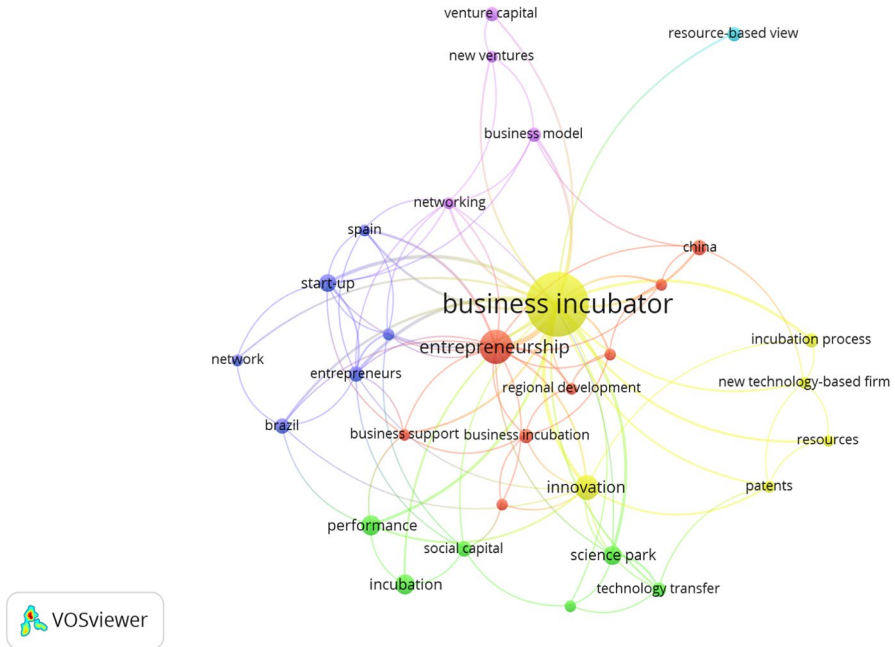 venture capital
resource-based view
new ventures
business model
networking
spain
china
start-up
business incubator
incubation process
entrepreneurship
network
entrepreneurs
new technology-based firm
regional development
brazil
business support
business incubation
resources
innovation
patents
performance
social capital
science park
incubation
technology transfer
VOSviewer